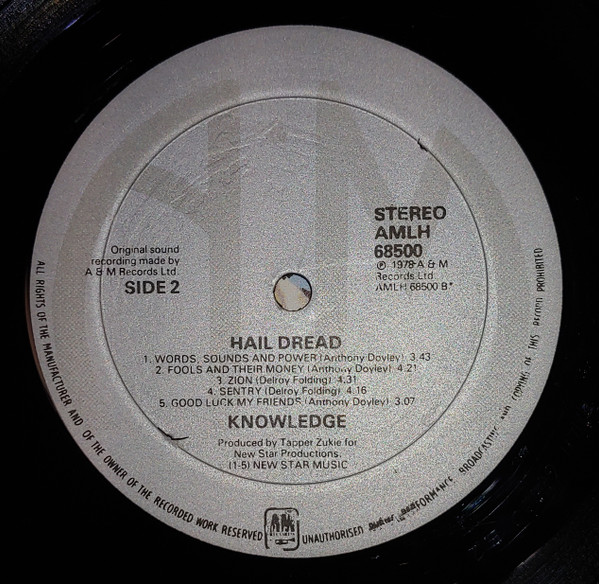 STEREO
AMLH
68500
Ⓟ 1978 A & M
Records Ltd.
AMLH 68500 B*
Original sound
recording made by
A & M Records Ltd.
SIDE 2
HAIL DREAD
1. WORDS, SOUNDS AND POWER (Anthony Doyley) 3.43
2. FOOLS AND THEIR MONEY (Anthony Doyley) 4.21
3. ZION (Delroy Folding) 4.31
4. SENTRY (Delroy Folding) 4.16
5. GOOD LUCK MY FRIENDS (Anthony Doyley) 3.07
KNOWLEDGE
Produced by Tapper Zukie for
New Star Productions.
(1-5) NEW STAR MUSIC
ALL RIGHTS OF THE MANUFACTURER AND OF THE OWNER OF THE RECORDED WORK RESERVED
A&M
RECORDS
UNAUTHORISED PERFORMANCE, BROADCASTING AND COPYING OF THIS RECORD PROHIBITED